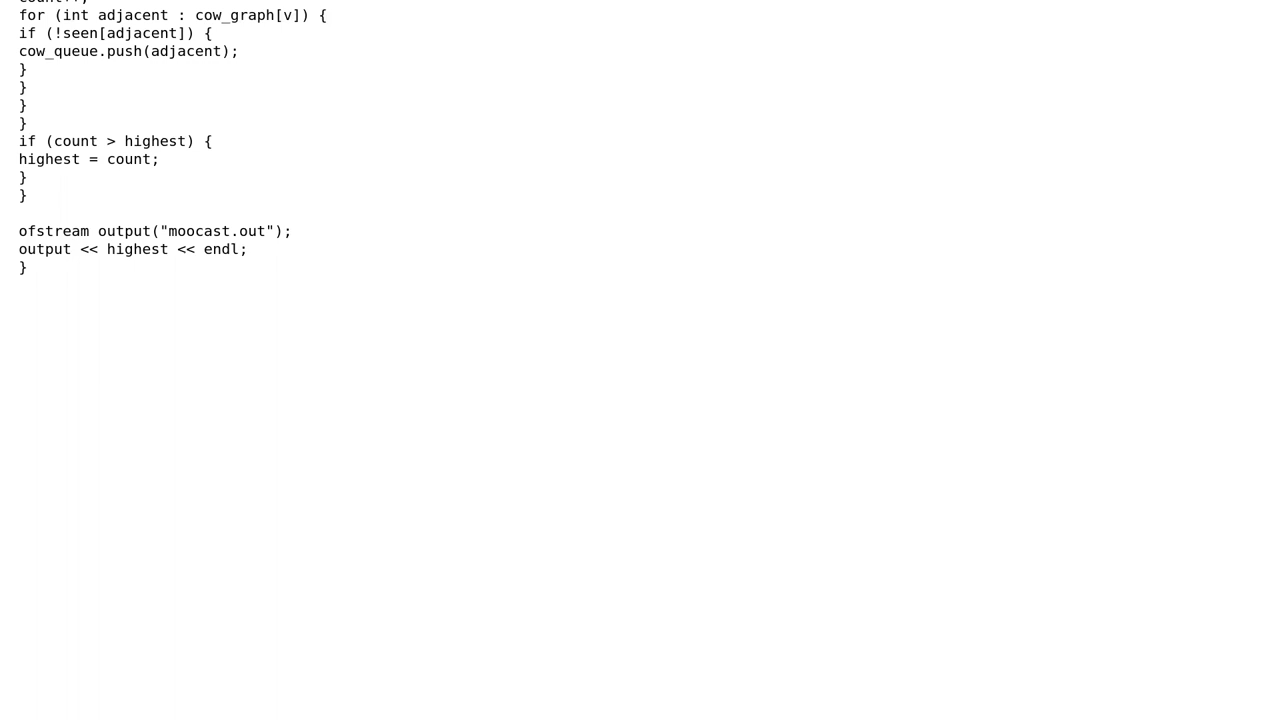 count++;
for (int adjacent : cow_graph[v]) {
if (!seen[adjacent]) {
cow_queue.push(adjacent);
}
}
}
}
if (count > highest) {
highest = count;
}
}

ofstream output("moocast.out");
output << highest << endl;
}